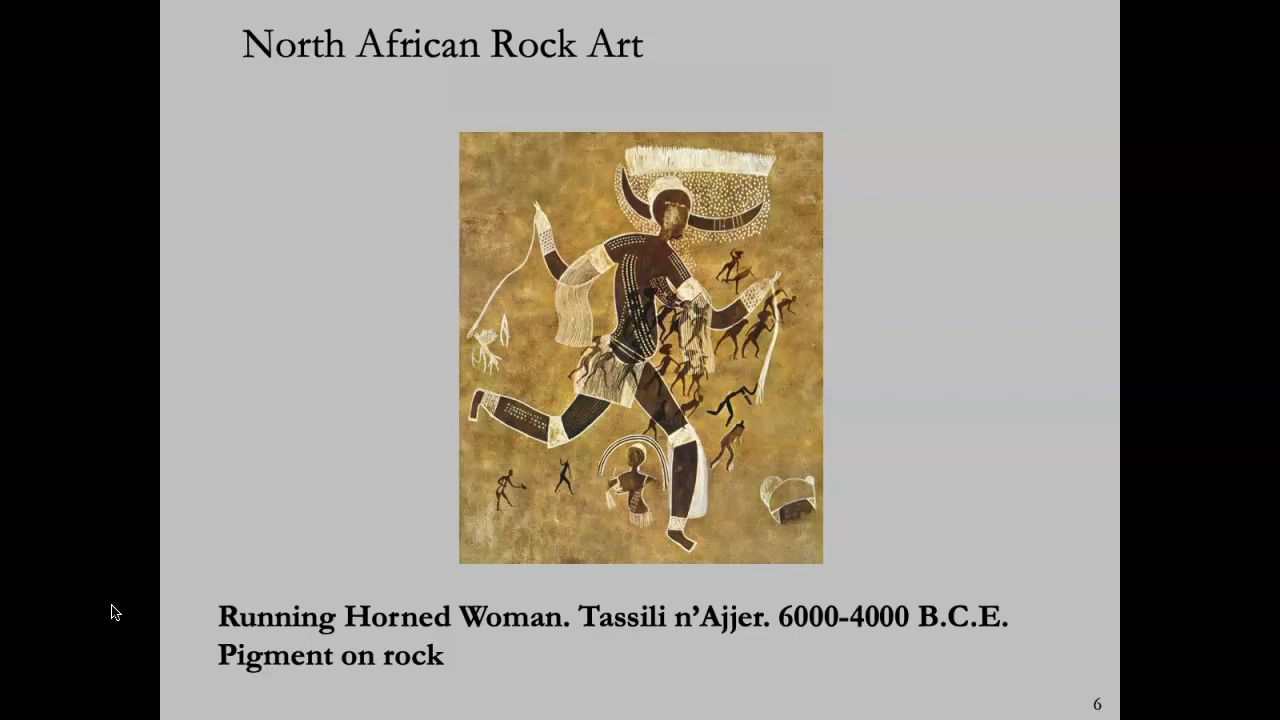 North African Rock Art
Running Horned Woman. Tassili n’Ajjer. 6000-4000 B.C.E.
Pigment on rock
6